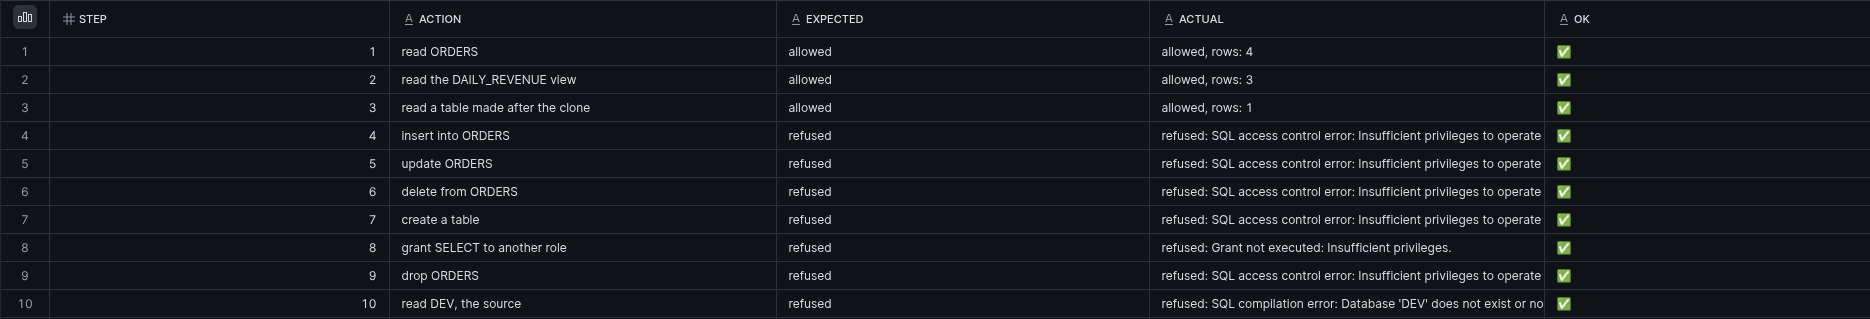 STEP ACTION EXPECTED ACTUAL OK
1 1 read ORDERS allowed allowed, rows: 4 ✅
2 2 read the DAILY_REVENUE view allowed allowed, rows: 3 ✅
3 3 read a table made after the clone allowed allowed, rows: 1 ✅
4 4 insert into ORDERS refused refused: SQL access control error: Insufficient privileges to operate ✅
5 5 update ORDERS refused refused: SQL access control error: Insufficient privileges to operate ✅
6 6 delete from ORDERS refused refused: SQL access control error: Insufficient privileges to operate ✅
7 7 create a table refused refused: SQL access control error: Insufficient privileges to operate ✅
8 8 grant SELECT to another role refused refused: Grant not executed: Insufficient privileges. ✅
9 9 drop ORDERS refused refused: SQL access control error: Insufficient privileges to operate ✅
10 10 read DEV, the source refused refused: SQL compilation error: Database 'DEV' does not exist or no ✅